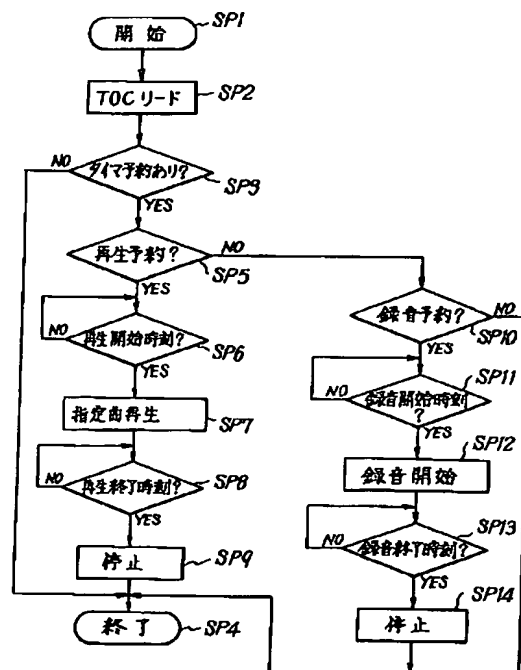 開始
SP1
TOCリード
SP2
タイマ予約あり?
NO
SP3
YES
再生予約?
NO
SP5
YES
再生開始時刻?
NO
SP6
YES
指定曲再生
SP7
再生終了時刻?
NO
SP8
YES
停止
SP9
終了
SP4
録音予約?
NO
SP10
YES
録音開始時刻
?
NO
SP11
YES
録音開始
SP12
録音終了時刻?
NO
SP13
YES
停止
SP14